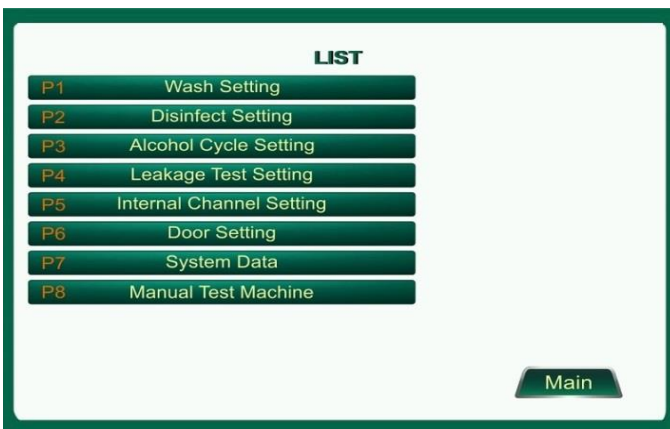 LIST
P1 Wash Setting
P2 Disinfect Setting
P3 Alcohol Cycle Setting
P4 Leakage Test Setting
P5 Internal Channel Setting
P6 Door Setting
P7 System Data
P8 Manual Test Machine
Main